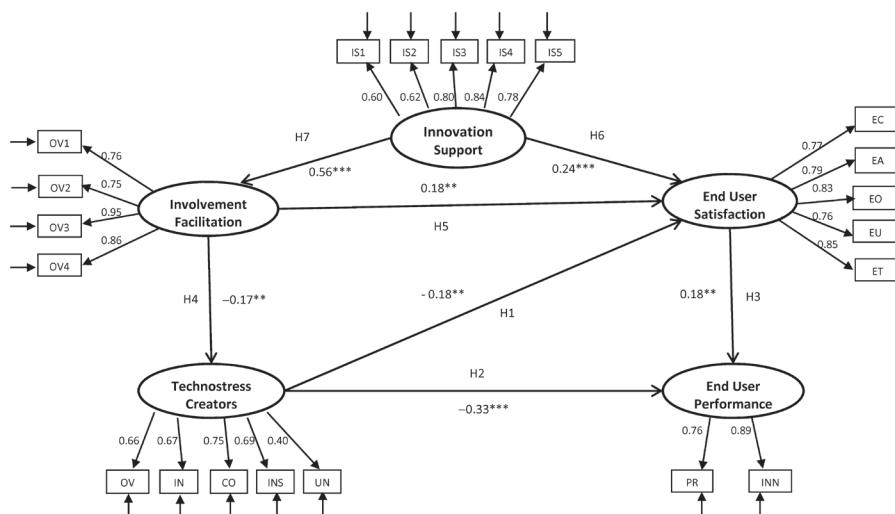 IS1 IS2 IS3 IS4 IS5
0.60 0.62 0.80 0.84 0.78
Innovation
Support
H7
H6
0.56***
0.24***
OV1
OV2
OV3
OV4
0.76
0.75
0.95
0.86
Involvement
Facilitation
0.18**
H5
End User
Satisfaction
EC
EA
EO
EU
ET
0.77
0.79
0.83
0.76
0.85
H4
−0.17**
- 0.18**
H1
0.18**
H3
Technostress
Creators
H2
−0.33***
End User
Performance
0.66 0.67 0.75 0.69 0.40
OV IN CO INS UN
0.76 0.89
PR INN